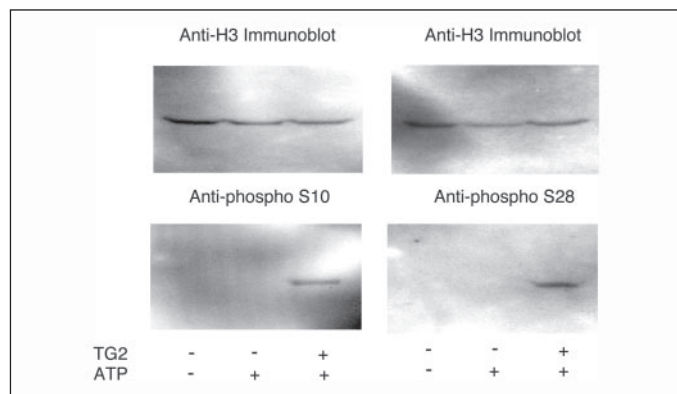 Anti-H3 Immunoblot Anti-H3 Immunoblot
Anti-phospho S10 Anti-phospho S28
TG2 - - + - - +
ATP - + + - + +